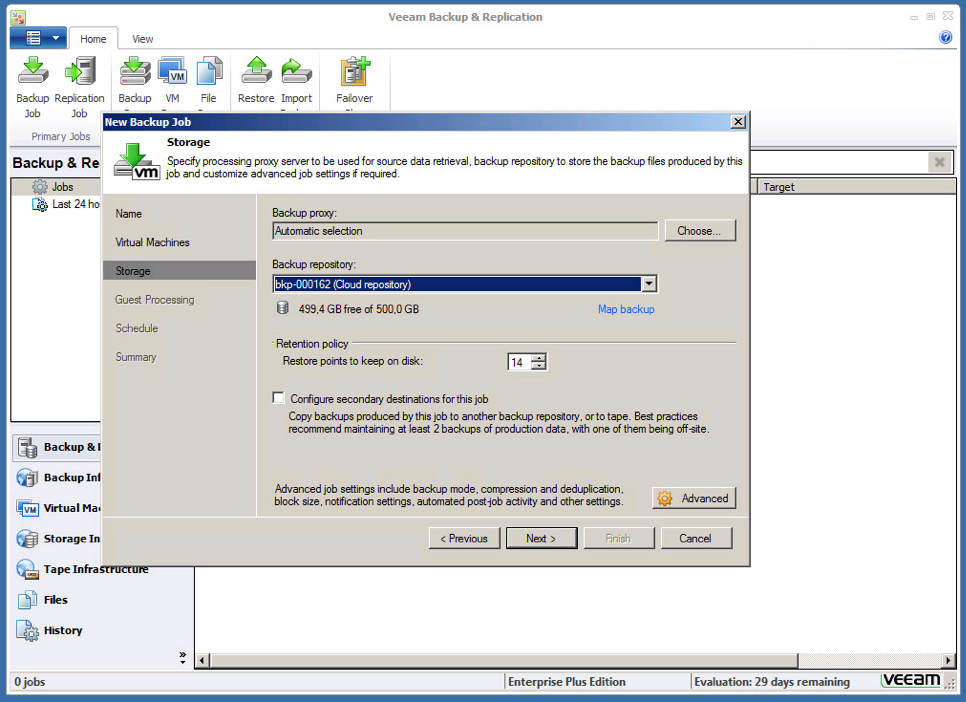 Veeam Backup & Replication
Home
View
Backup
Job
Replication
Job
Backup
VM
VM
File
Restore
Import
Failover
Primary Jobs
Backup & Re
Jobs
Last 24 ho
Target
New Backup Job
vm
Storage
Specify processing proxy server to be used for source data retrieval, backup repository to store the backup files produced by this
job and customize advanced job settings if required.
Name
Virtual Machines
Storage
Guest Processing
Schedule
Summary
Backup proxy:
Automatic selection
Choose...
Backup repository:
bkp-000162 (Cloud repository)
499,4 GB free of 500,0 GB
Map backup
Retention policy
Restore points to keep on disk:
14
Configure secondary destinations for this job
Copy backups produced by this job to another backup repository, or to tape. Best practices
recommend maintaining at least 2 backups of production data, with one of them being off-site.
Advanced job settings include backup mode, compression and deduplication,
block size, notification settings, automated post-job activity and other settings.
Advanced
< Previous
Next >
Finish
Cancel
Backup &
Backup Inf
VM
Virtual Ma
Storage In
Tape Infrastructure
Files
History
0 jobs
Enterprise Plus Edition
Evaluation: 29 days remaining
veeam